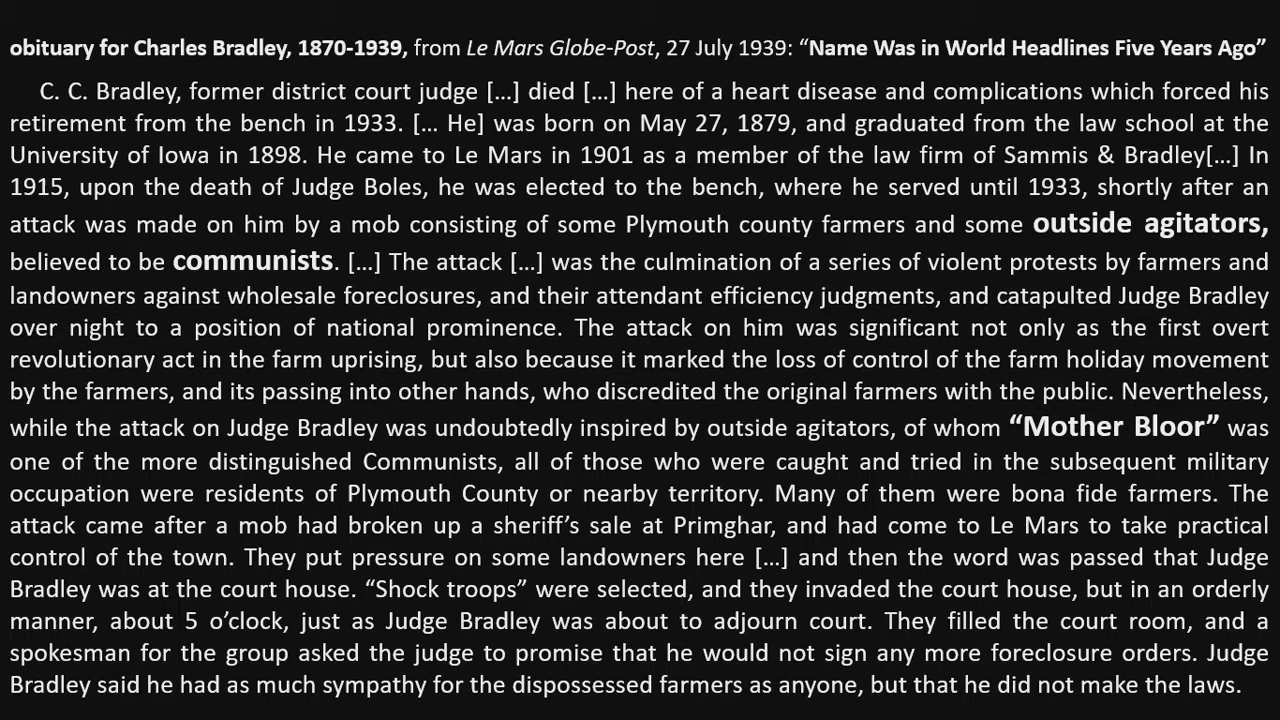 obituary for Charles Bradley, 1870-1939, from Le Mars Globe-Post, 27 July 1939: “Name Was in World Headlines Five Years Ago”
C. C. Bradley, former district court judge […] died […] here of a heart disease and complications which forced his
retirement from the bench in 1933. [… He] was born on May 27, 1879, and graduated from the law school at the
University of Iowa in 1898. He came to Le Mars in 1901 as a member of the law firm of Sammis & Bradley[…] In
1915, upon the death of Judge Boles, he was elected to the bench, where he served until 1933, shortly after an
attack was made on him by a mob consisting of some Plymouth county farmers and some outside agitators,
believed to be communists. […] The attack […] was the culmination of a series of violent protests by farmers and
landowners against wholesale foreclosures, and their attendant efficiency judgments, and catapulted Judge Bradley
over night to a position of national prominence. The attack on him was significant not only as the first overt
revolutionary act in the farm uprising, but also because it marked the loss of control of the farm holiday movement
by the farmers, and its passing into other hands, who discredited the original farmers with the public. Nevertheless,
while the attack on Judge Bradley was undoubtedly inspired by outside agitators, of whom “Mother Bloor” was
one of the more distinguished Communists, all of those who were caught and tried in the subsequent military
occupation were residents of Plymouth County or nearby territory. Many of them were bona fide farmers. The
attack came after a mob had broken up a sheriff’s sale at Primghar, and had come to Le Mars to take practical
control of the town. They put pressure on some landowners here […] and then the word was passed that Judge
Bradley was at the court house. “Shock troops” were selected, and they invaded the court house, but in an orderly
manner, about 5 o’clock, just as Judge Bradley was about to adjourn court. They filled the court room, and a
spokesman for the group asked the judge to promise that he would not sign any more foreclosure orders. Judge
Bradley said he had as much sympathy for the dispossessed farmers as anyone, but that he did not make the laws.